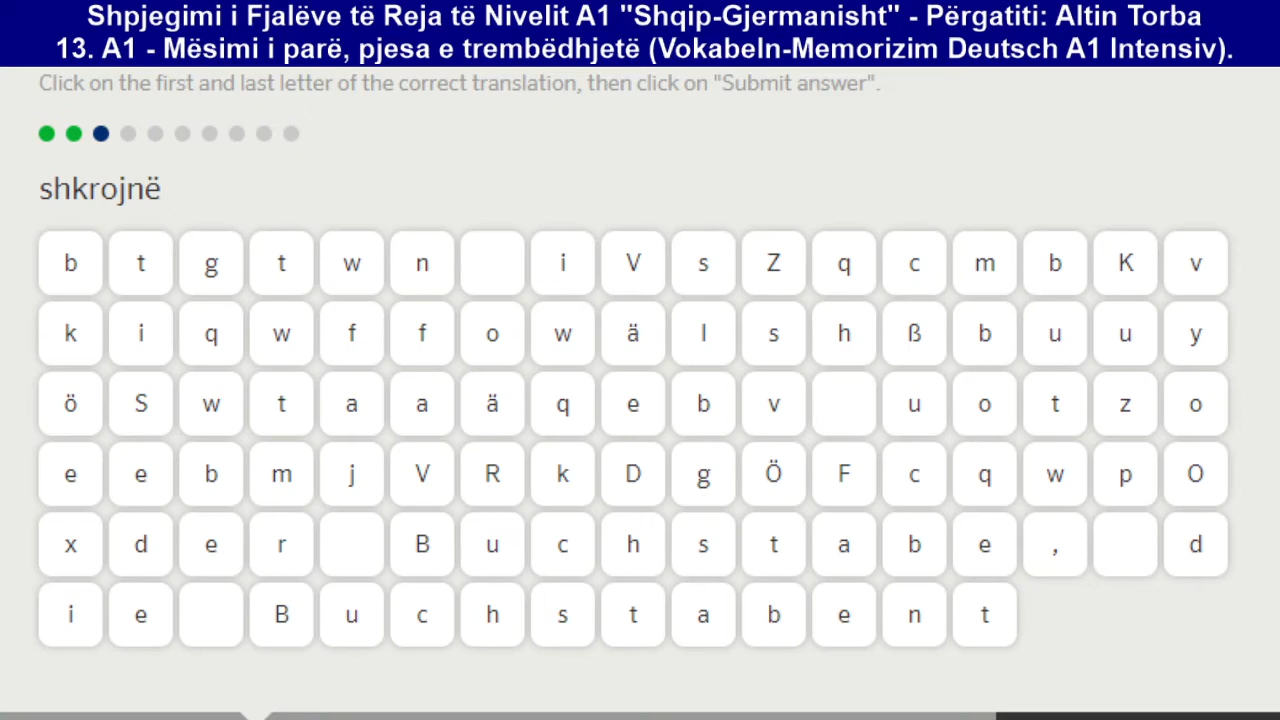 Shpjegimi i Fjalëve të Reja të Nivelit A1 "Shqip-Gjermanisht" - Përgatiti: Altin Torba
13. A1 - Mësimi i parë, pjesa e trembëdhjetë (Vokabeln-Memorizim Deutsch A1 Intensiv).
Click on the first and last letter of the correct translation, then click on "Submit answer".
shkrojnë
b t g t w n i V s Z q c m b K v
k i q w f f o w ä l s h ß b u u y
ö S w t a a ä q e b v u o t z o
e e b m j V R k D g Ö F c q w p O
x d e r B u c h s t a b e , d
i e B u c h s t a b e n t